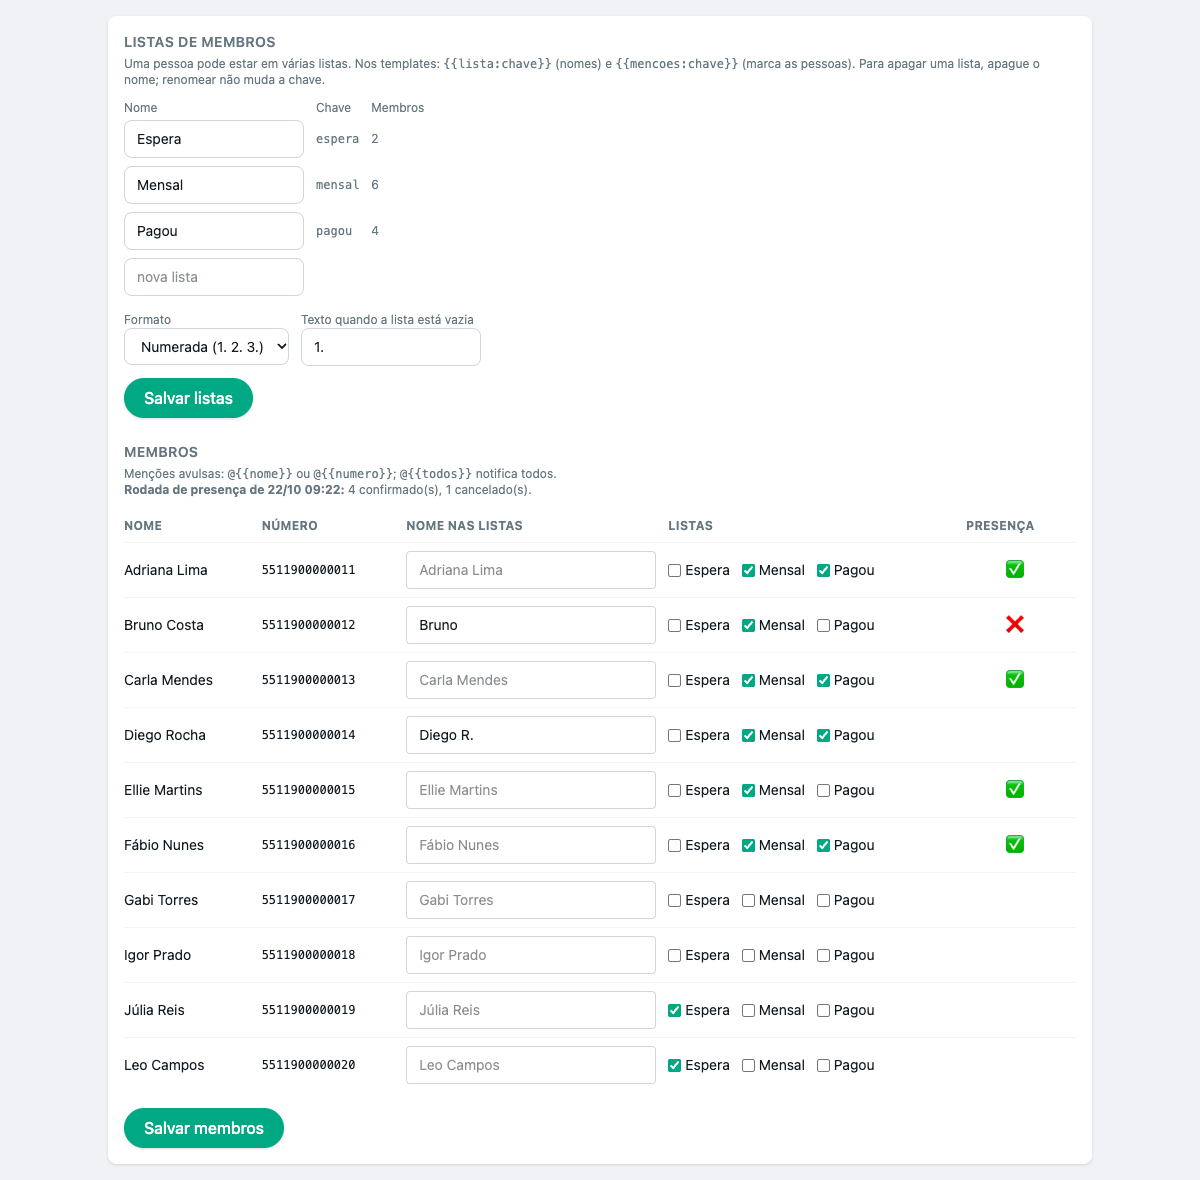 LISTAS DE MEMBROS
Uma pessoa pode estar em várias listas. Nos templates: {{lista:chave}} (nomes) e {{mencoes:chave}} (marca as pessoas). Para apagar uma lista, apague o
nome; renomear não muda a chave.
Nome Chave Membros
Espera espera 2
Mensal mensal 6
Pagou pagou 4
nova lista
Formato Texto quando a lista está vazia
Numerada (1. 2. 3.) 1.
Salvar listas
MEMBROS
Menções avulsas: @{{nome}} ou @{{numero}}; @{{todos}} notifica todos.
Rodada de presença de 22/10 09:22: 4 confirmado(s), 1 cancelado(s).
NOME NÚMERO NOME NAS LISTAS LISTAS PRESENÇA
Adriana Lima 5511900000011 Adriana Lima Espera Mensal Pagou
Bruno Costa 5511900000012 Bruno Espera Mensal Pagou
Carla Mendes 5511900000013 Carla Mendes Espera Mensal Pagou
Diego Rocha 5511900000014 Diego R. Espera Mensal Pagou
Ellie Martins 5511900000015 Ellie Martins Espera Mensal Pagou
Fábio Nunes 5511900000016 Fábio Nunes Espera Mensal Pagou
Gabi Torres 5511900000017 Gabi Torres Espera Mensal Pagou
Igor Prado 5511900000018 Igor Prado Espera Mensal Pagou
Júlia Reis 5511900000019 Júlia Reis Espera Mensal Pagou
Leo Campos 5511900000020 Leo Campos Espera Mensal Pagou
Salvar membros